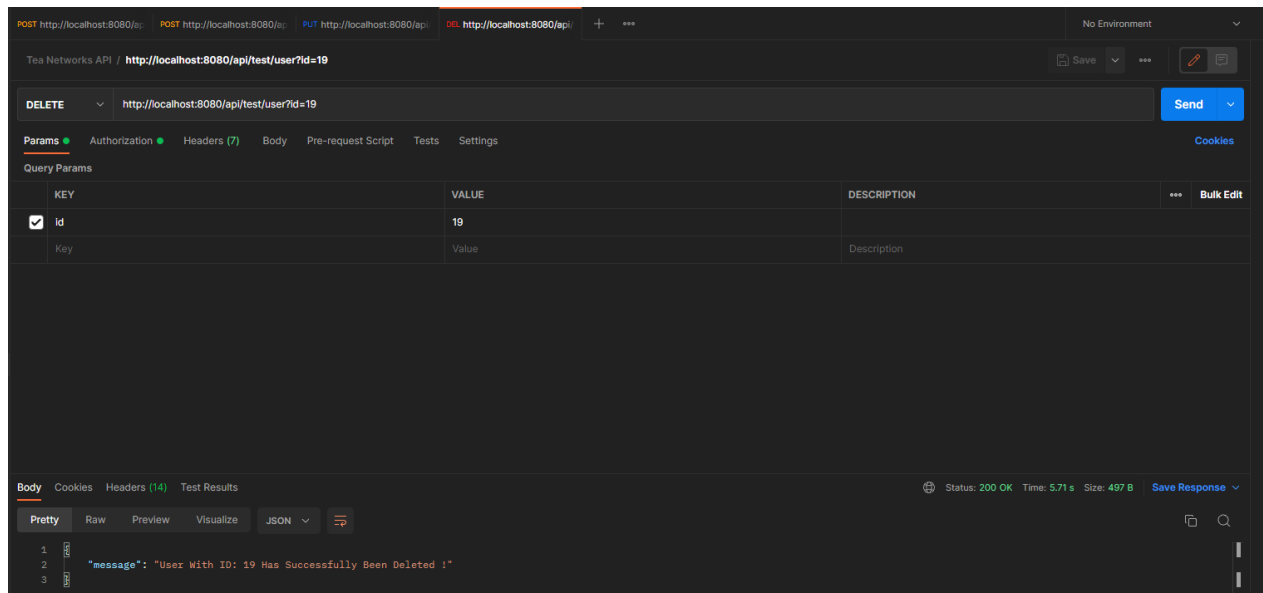 POST http://localhost:8080/ap POST http://localhost:8080/ap PUT http://localhost:8080/api, DEL http://localhost:8080/api/ + ooo No Environment
Tea Networks API / http://localhost:8080/api/test/user?id=19 Save ooo
DELETE http://localhost:8080/api/test/user?id=19 Send
Params Authorization Headers (7) Body Pre-request Script Tests Settings Cookies
Query Params
KEY VALUE DESCRIPTION ooo Bulk Edit
id 19
Key Value Description
Body Cookies Headers (14) Test Results Status: 200 OK Time: 5.71 s Size: 497 B Save Response
Pretty Raw Preview Visualize JSON
1 {
2 "message": "User With ID: 19 Has Successfully Been Deleted !"
3 }